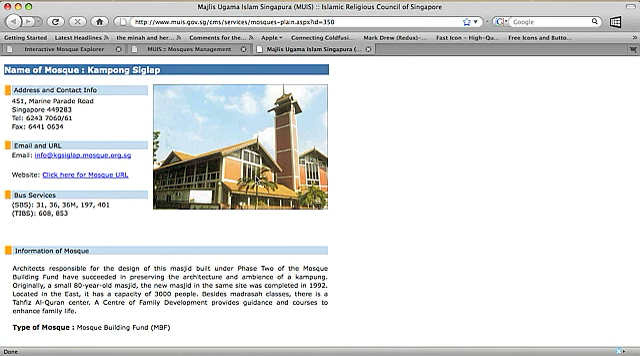 Majlis Ugama Islam Singapura (MUIS) :: Islamic Religious Council of Singapore
http://www.muis.gov.sg/cms/services/mosques-plain.aspx?id=350
Google
Getting Started Latest Headlines the minah and her... Comments for the... Apple Connecting Coldfusi... Mark Drew (Redux)-... Fast Icon – High-Qu... Free Icons and Butto...
Interactive Mosque Explorer MUIS :: Mosques Management Majlis Ugama Islam Singapura (...
Name of Mosque : Kampong Siglap
Address and Contact Info
451, Marine Parade Road
Singapore 449283
Tel: 6243 7060/61
Fax: 6441 0634
Email and URL
Email: info@kgsiglap.mosque.org.sg
Website: Click here for Mosque URL
Bus Services
(SBS): 31, 36, 36M, 197, 401
(TIBS): 608, 853
Information of Mosque
Architects responsible for the design of this masjid built under Phase Two of the Mosque
Building Fund have succeeded in preserving the architecture and ambience of a kampung.
Originally, a small 80-year-old masjid, the new masjid in the same site was completed in 1992.
Located in the East, it has a capacity of 3000 people. Besides madrasah classes, there is a
Tahfiz Al-Quran center. A Centre of Family Development provides guidance and courses to
enhance family life.
Type of Mosque : Mosque Building Fund (MBF)
Done